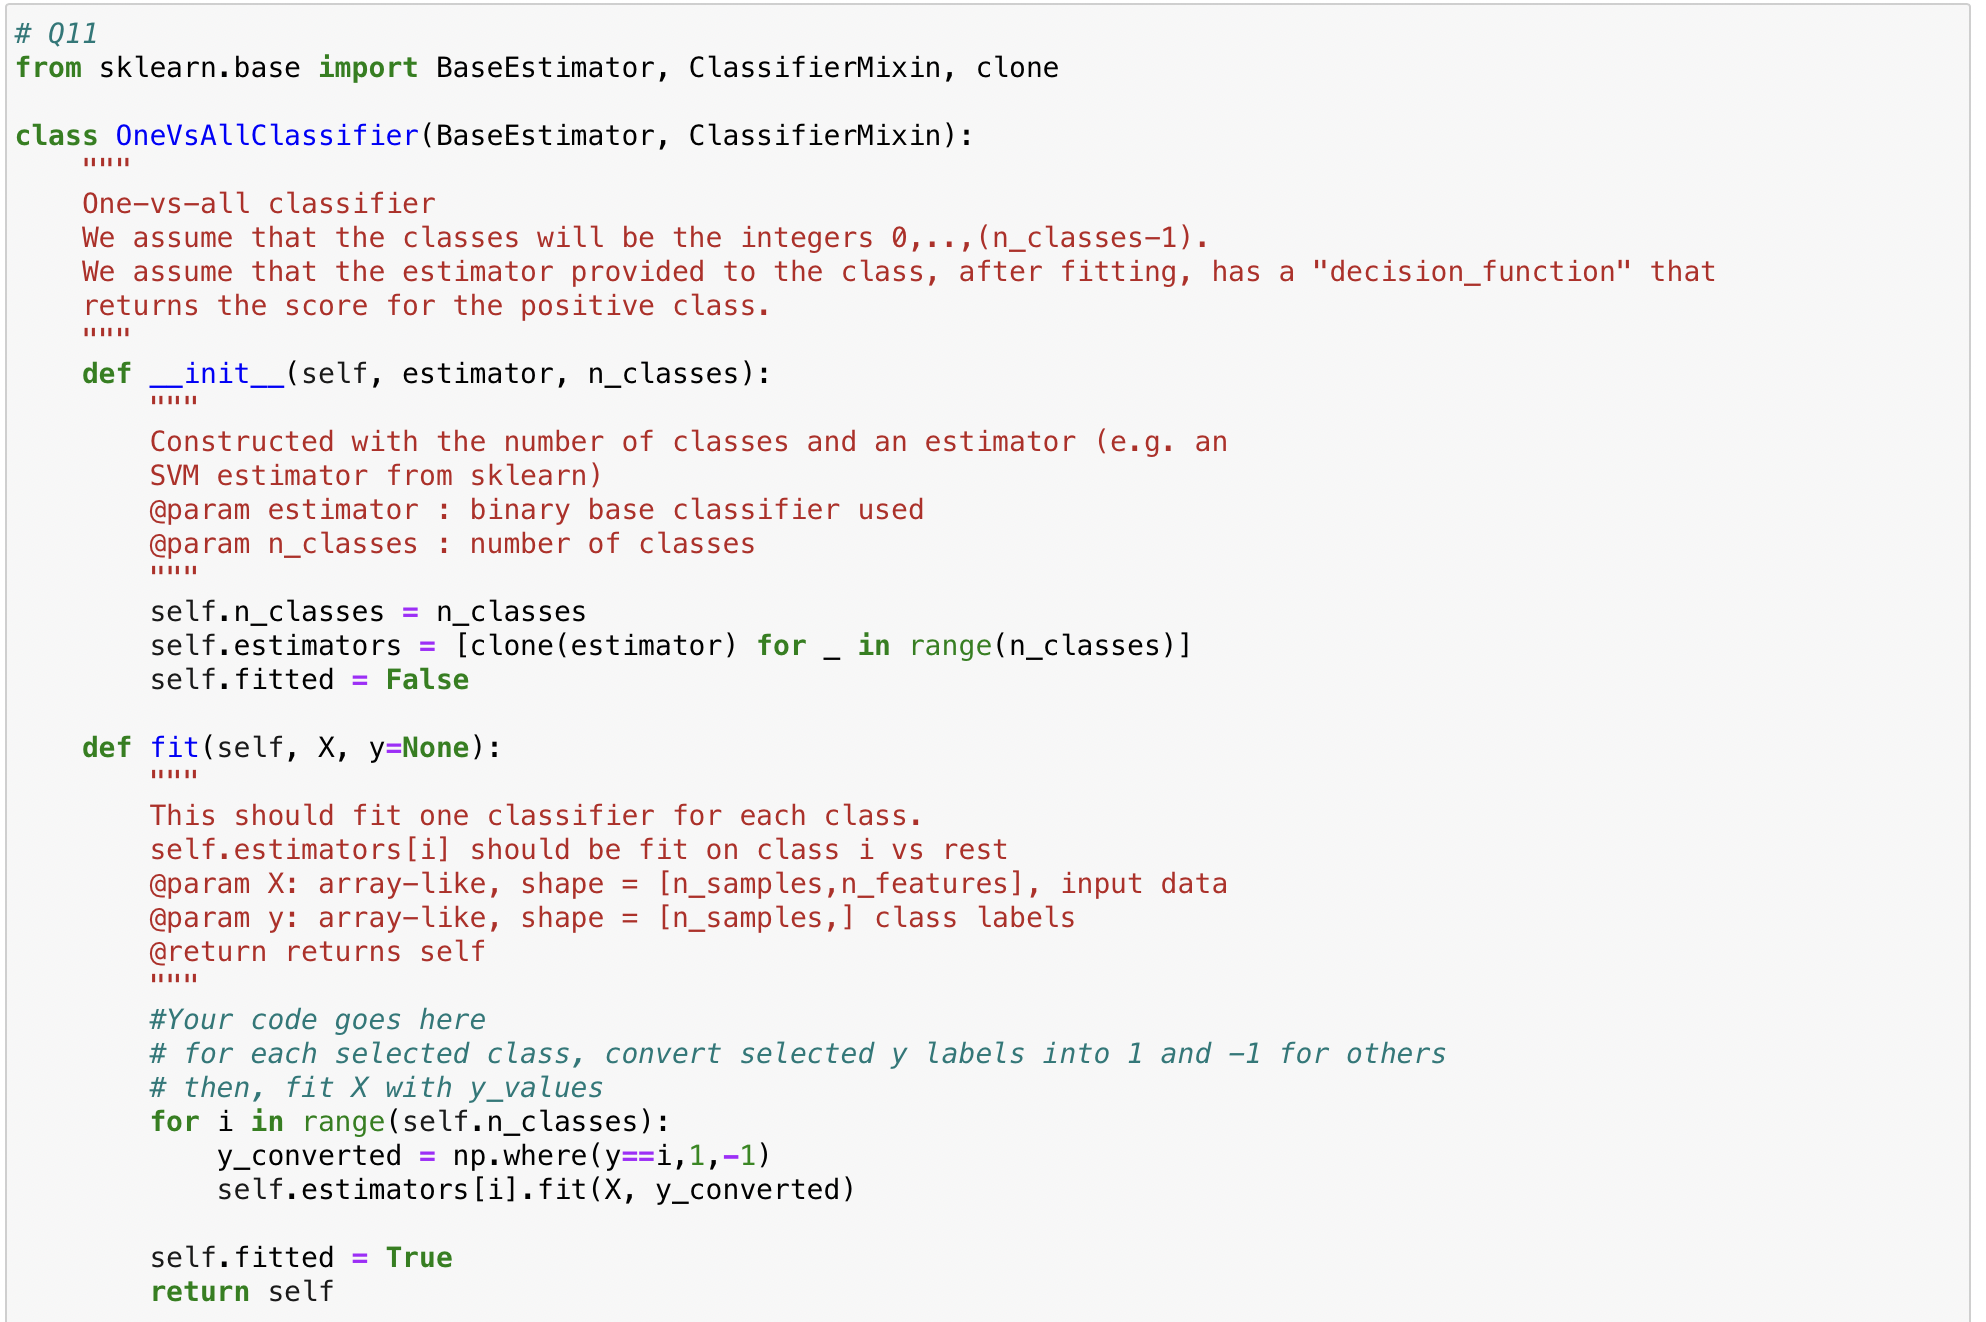 # Q11
from sklearn.base import BaseEstimator, ClassifierMixin, clone

class OneVsAllClassifier(BaseEstimator, ClassifierMixin):
    """
    One-vs-all classifier
    We assume that the classes will be the integers 0,..,(n_classes-1).
    We assume that the estimator provided to the class, after fitting, has a "decision_function" that
    returns the score for the positive class.
    """
    def __init__(self, estimator, n_classes):
        """
        Constructed with the number of classes and an estimator (e.g. an
        SVM estimator from sklearn)
        @param estimator : binary base classifier used
        @param n_classes : number of classes
        """
        self.n_classes = n_classes
        self.estimators = [clone(estimator) for _ in range(n_classes)]
        self.fitted = False

    def fit(self, X, y=None):
        """
        This should fit one classifier for each class.
        self.estimators[i] should be fit on class i vs rest
        @param X: array-like, shape = [n_samples,n_features], input data
        @param y: array-like, shape = [n_samples,] class labels
        @return returns self
        """
        #Your code goes here
        # for each selected class, convert selected y labels into 1 and -1 for others
        # then, fit X with y_values
        for i in range(self.n_classes):
            y_converted = np.where(y==i,1,-1)
            self.estimators[i].fit(X, y_converted)

        self.fitted = True
        return self